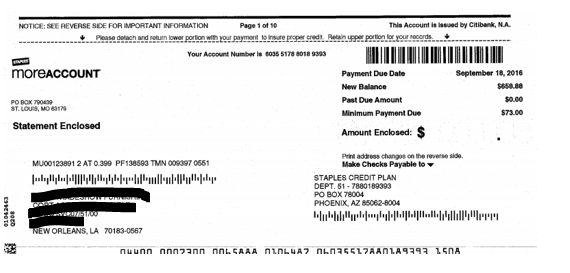 NOTICE: SEE REVERSE SIDE FOR IMPORTANT INFORMATION Page 1 of 10 This Account is Issued by Citibank, N.A.
Please detach and return lower portion with your payment to insure proper credit. Retain upper portion for your records.
Your Account Number is 6035 5178 8018 9393
STAPLES
moreACCOUNT
Payment Due Date September 18, 2016
New Balance $658.88
Past Due Amount $0.00
Minimum Payment Due $73.00
PO BOX 790439
ST. LOUIS, MO 63179
Statement Enclosed
Amount Enclosed: $
Print address changes on the reverse side.
Make Checks Payable to
MU00123891 2 AT 0.399 PF138593 TMN 009397 0551
STAPLES CREDIT PLAN
DEPT. 51 - 7880189393
PO BOX 78004
PHOENIX, AZ 85062-8004
NEW ORLEANS, LA 70183-0567
01042463